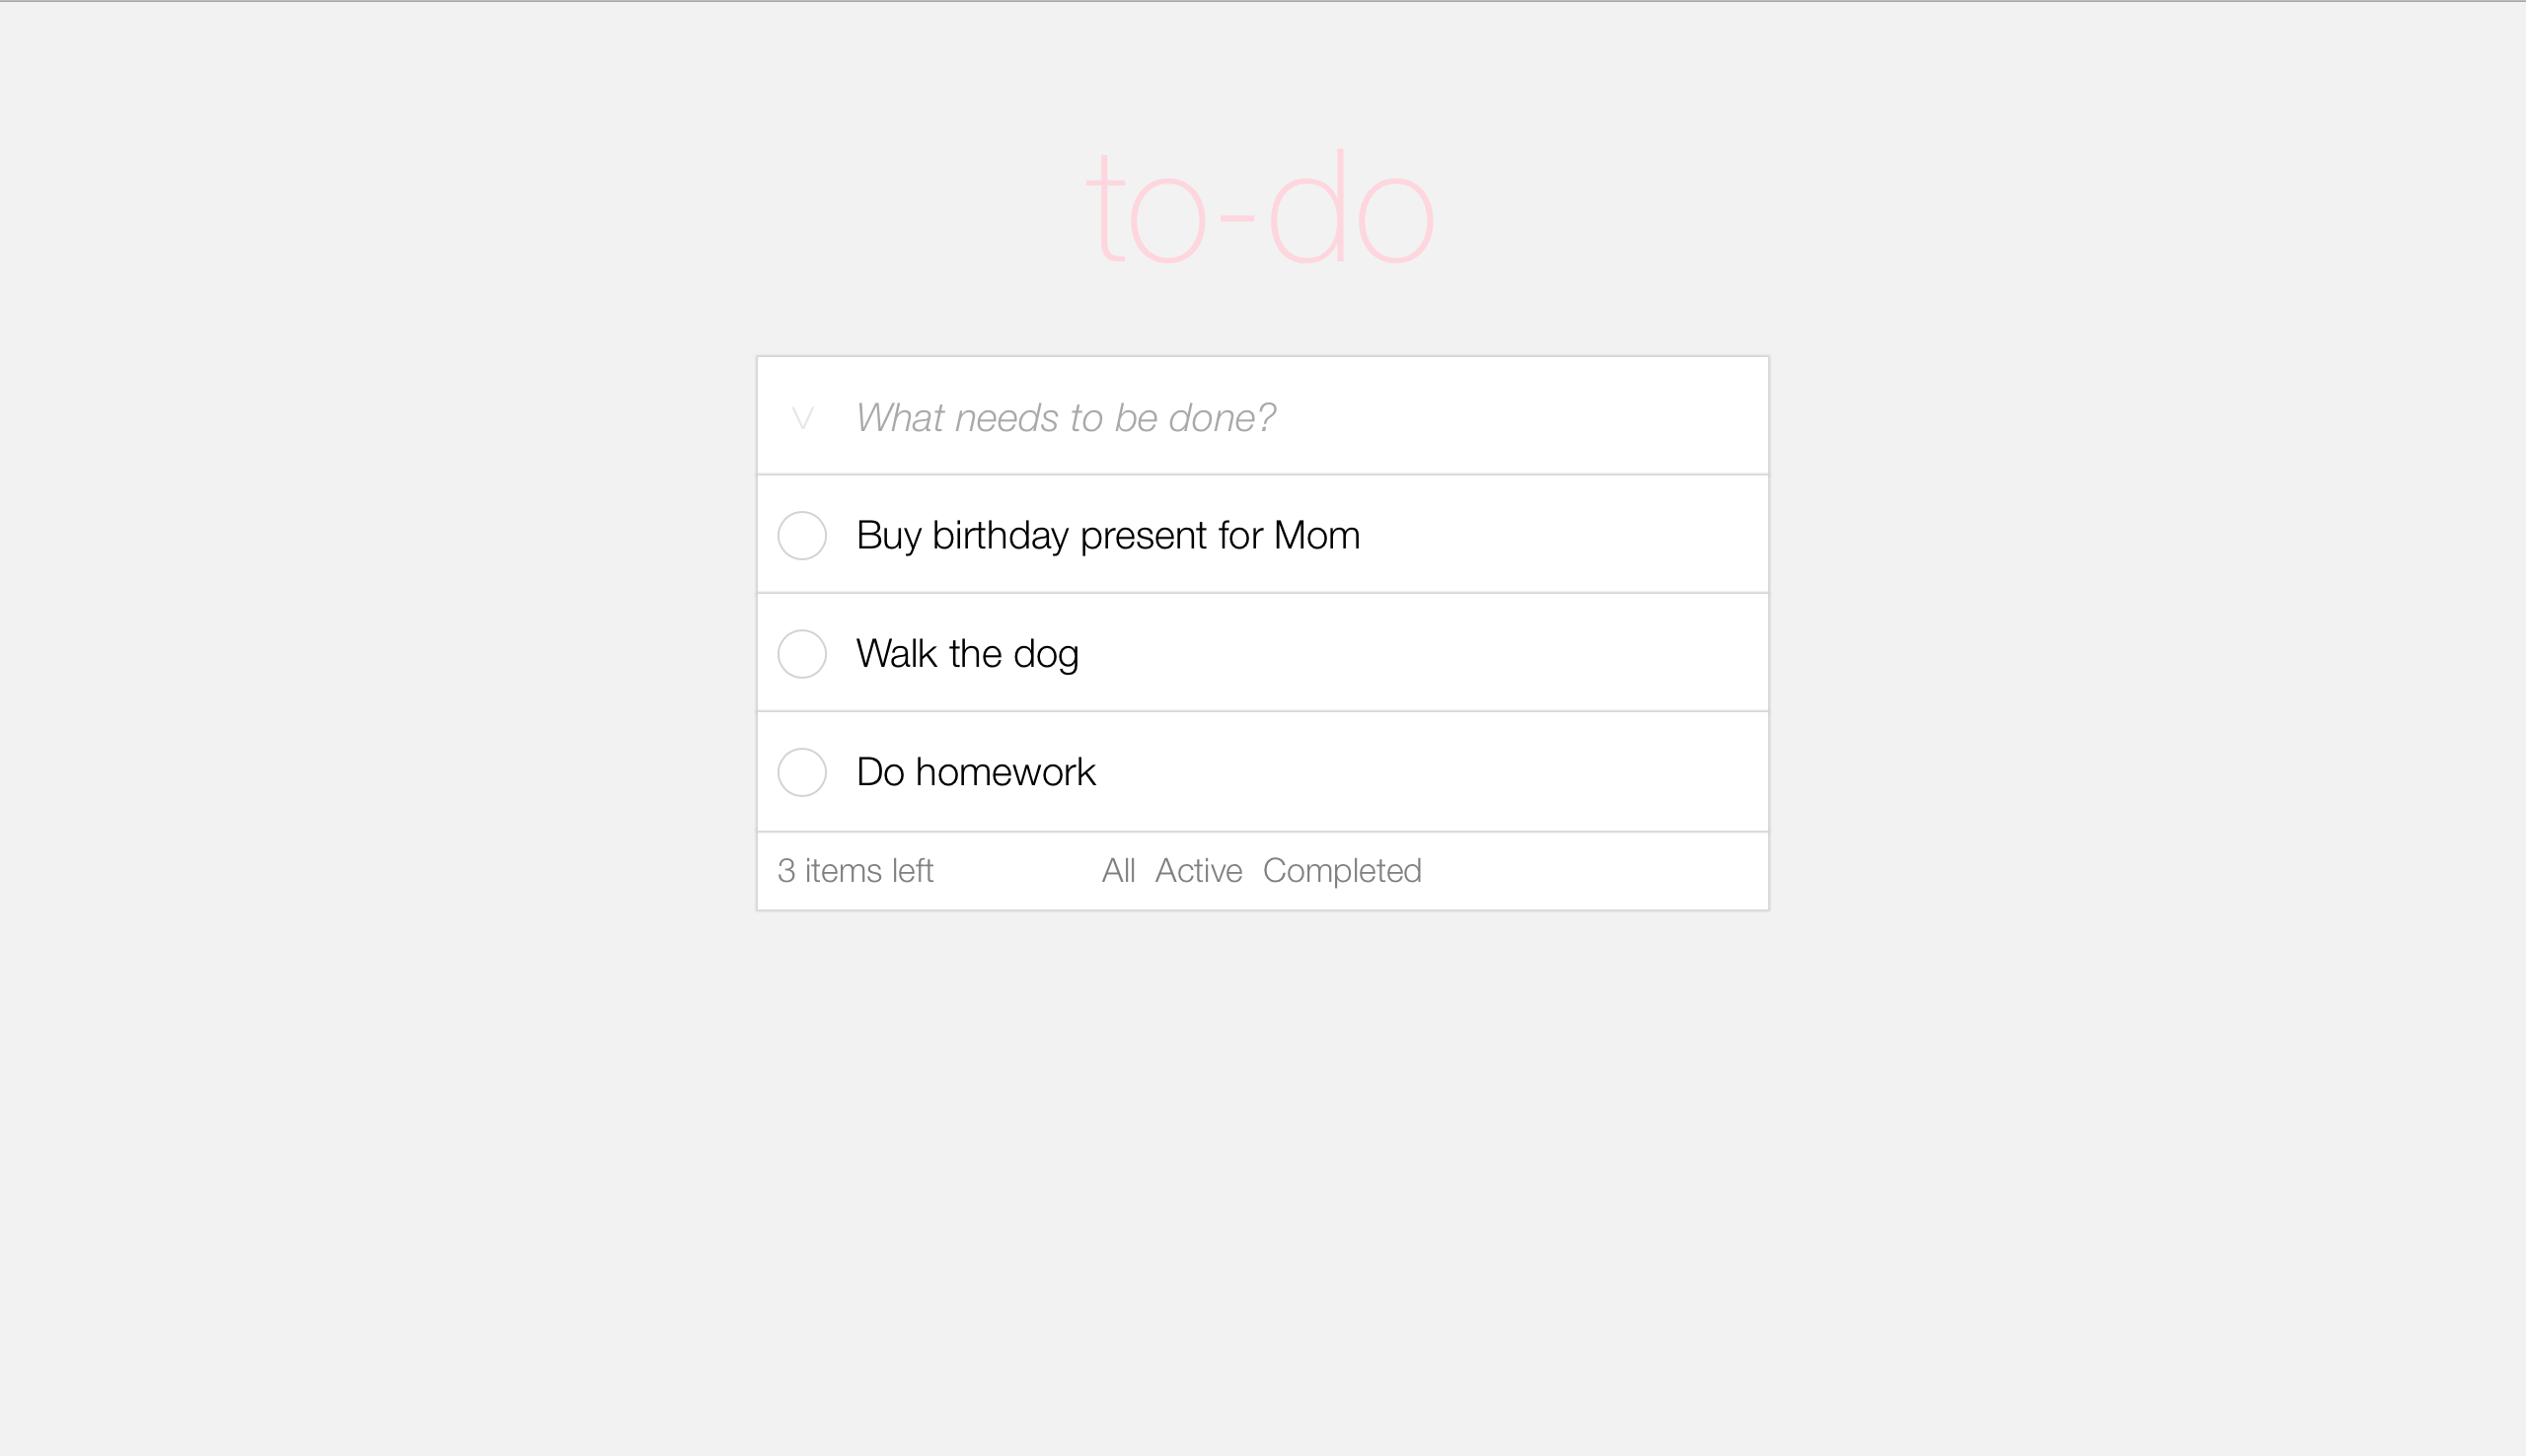 to-do
What needs to be done?
Buy birthday present for Mom
Walk the dog
Do homework
3 items left All Active Completed